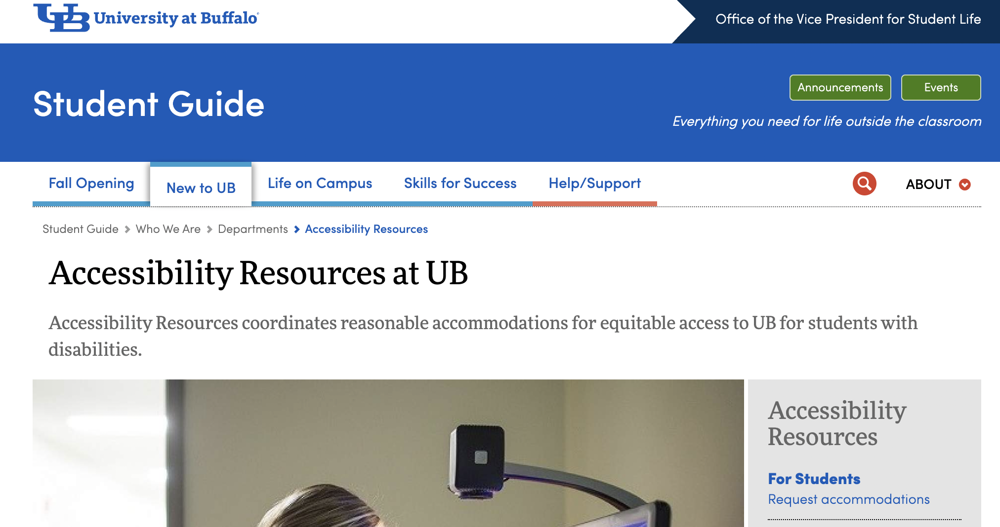 UB University at Buffalo
Office of the Vice President for Student Life
Student Guide
Announcements
Events
Everything you need for life outside the classroom
Fall Opening
New to UB
Life on Campus
Skills for Success
Help/Support
ABOUT
Student Guide
Who We Are
Departments
Accessibility Resources
Accessibility Resources at UB
Accessibility Resources coordinates reasonable accommodations for equitable access to UB for students with
disabilities.
Accessibility
Resources
For Students
Request accommodations